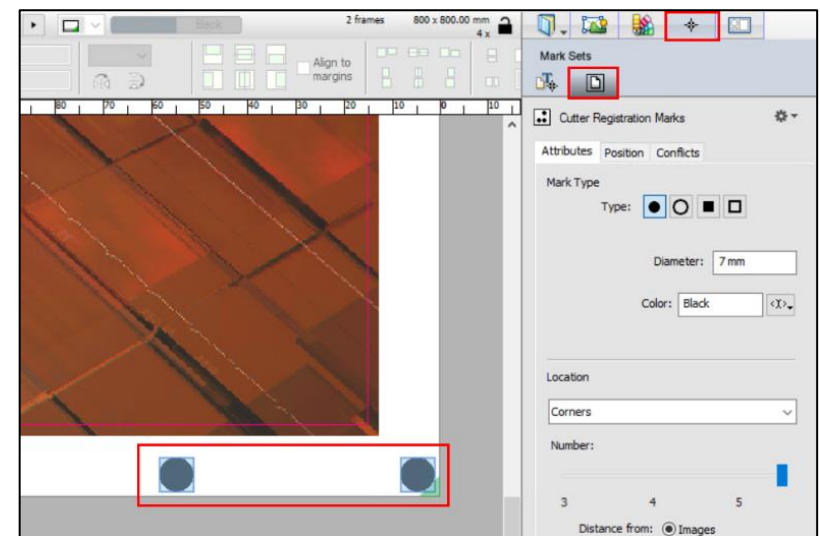 Back
2 frames 800 x 800.00 mm
4 x
Align to
margins
80 70 60 50 40 30 20 10 0 10
Mark Sets
Cutter Registration Marks
Attributes Position Conflicts
Mark Type
Type:
Diameter: 7 mm
Color: Black <I>
Location
Corners
Number:
3 4 5
Distance from: Images